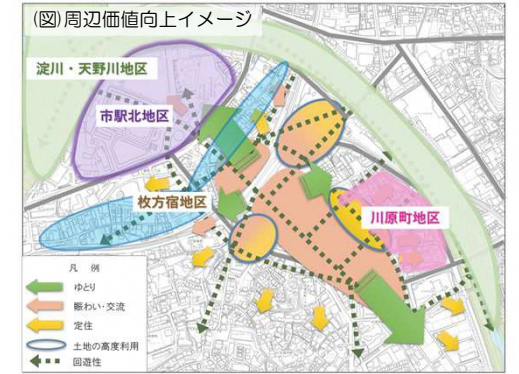 (図)周辺価値向上イメージ
淀川・天野川地区
市駅北地区
枚方宿地区
川原町地区
凡 例
ゆとり
賑わい・交流
定住
土地の高度利用
回遊性